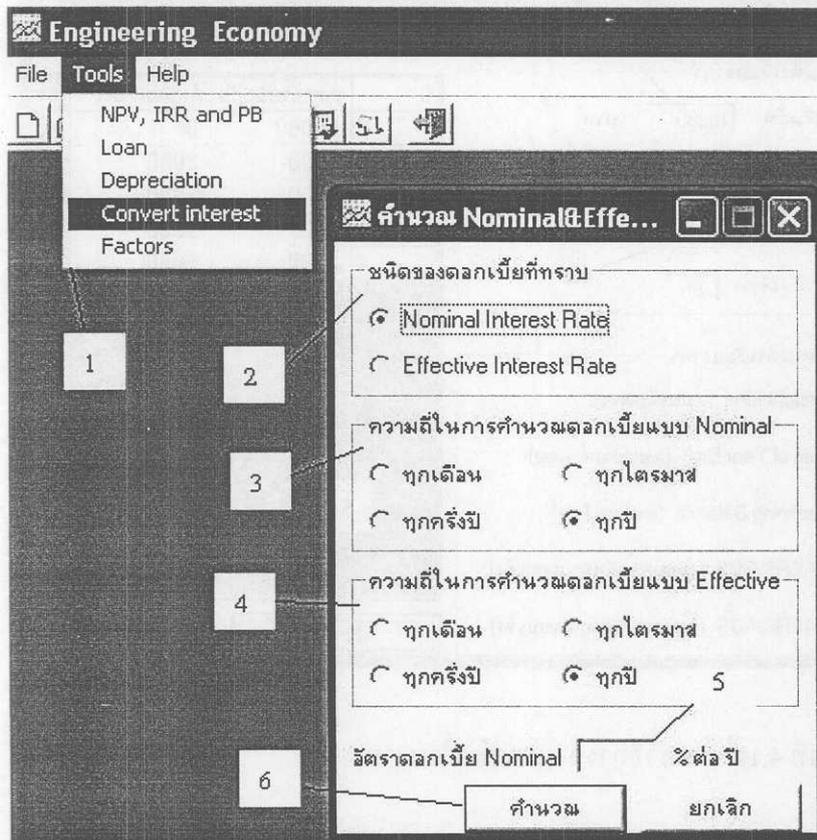 Engineering Economy
File Tools Help
NPV, IRR and PB
Loan
Depreciation
Convert interest
Factors
คำนวณ Nominal&Effe...
ชนิดของดอกเบี้ยที่ทราบ
Nominal Interest Rate
Effective Interest Rate
1
2
ความถี่ในการคำนวณดอกเบี้ยแบบ Nominal
3
ทุกเดือน ทุกไตรมาส
ทุกครึ่งปี ทุกปี
ความถี่ในการคำนวณดอกเบี้ยแบบ Effective
4
ทุกเดือน ทุกไตรมาส
ทุกครึ่งปี ทุกปี
5
อัตราดอกเบี้ย Nominal %ต่อปี
6
คำนวณ ยกเลิก